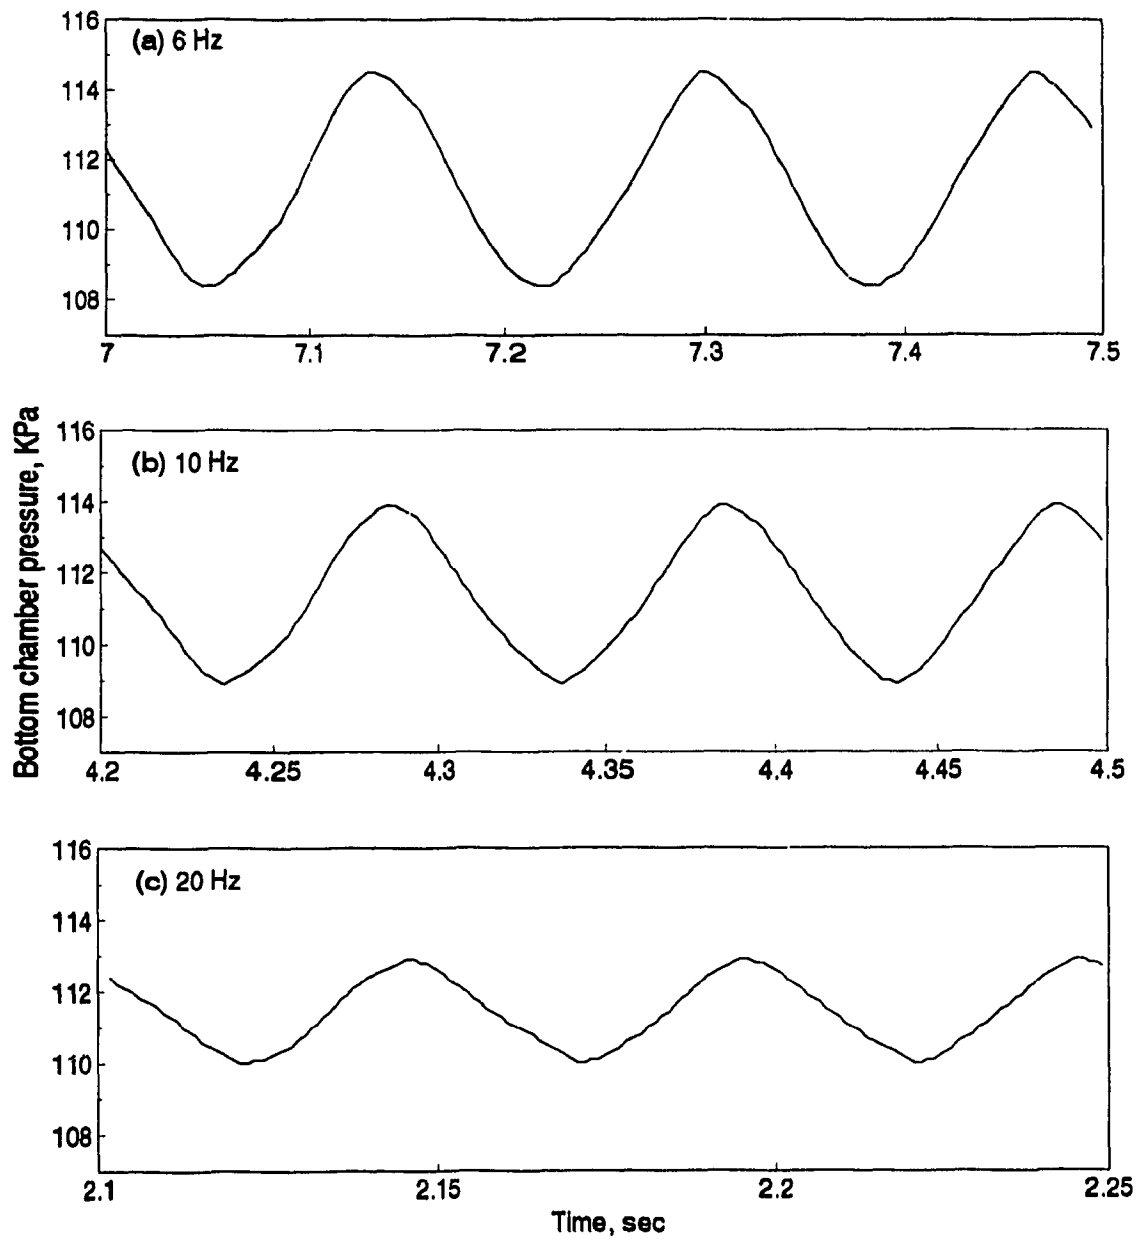 116
(a) 6 Hz
114
112
110
108
7 7.1 7.2 7.3 7.4 7.5
Bottom chamber pressure, KPa
116
(b) 10 Hz
114
112
110
108
4.2 4.25 4.3 4.35 4.4 4.45 4.5
116
(c) 20 Hz
114
112
110
108
2.1 2.15 2.2 2.25
Time, sec